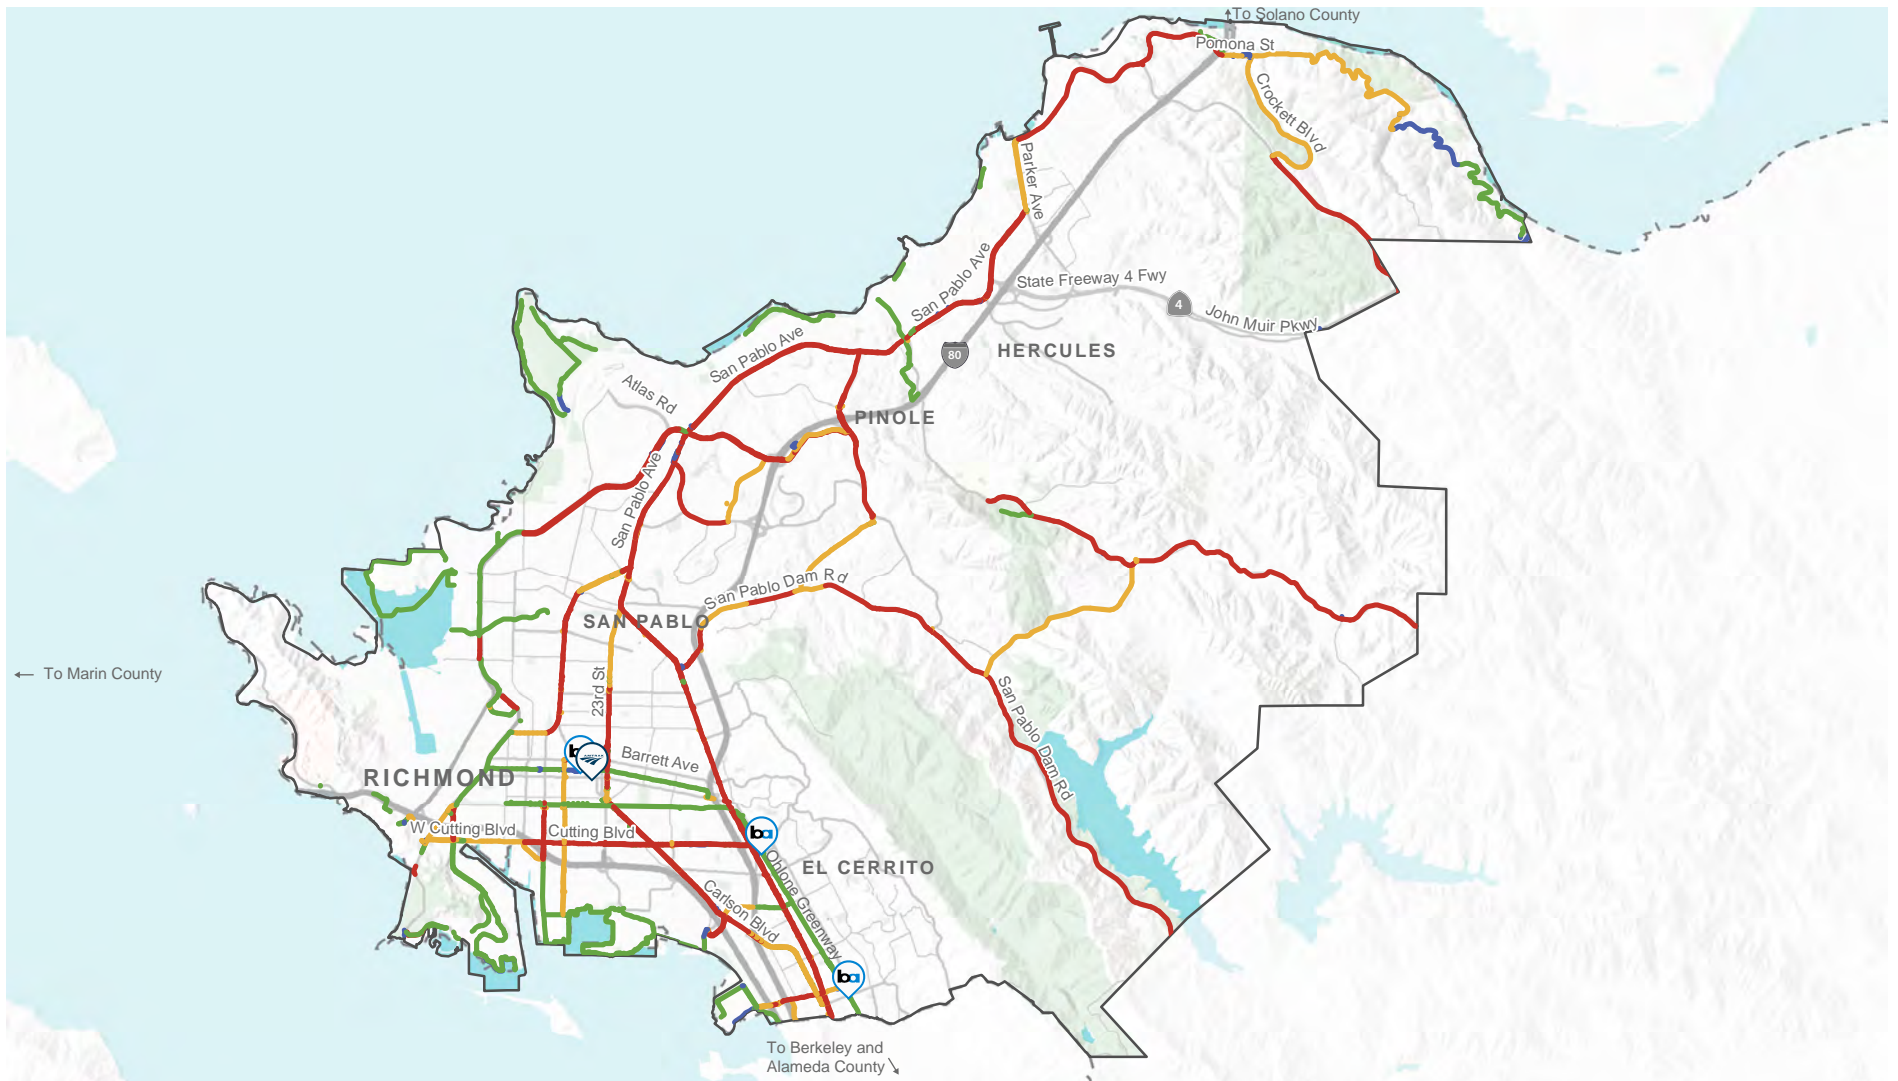 To Solano County
Pomona St
Crockett Blvd
Parker Ave
San Pablo Ave
State Freeway 4 Fwy
4
John Muir Pkwy
80
HERCULES
San Pablo Ave
Atlas Rd
PINOLE
San Pablo Ave
San Pablo Dam Rd
SAN PABLO
To Marin County
23rd St
San Pablo Dam Rd
Barrett Ave
RICHMOND
W Cutting Blvd
Cutting Blvd
ba
EL CERRITO
Ohlone Greenway
Carlson Blvd
ba
To Berkeley and
Alameda County